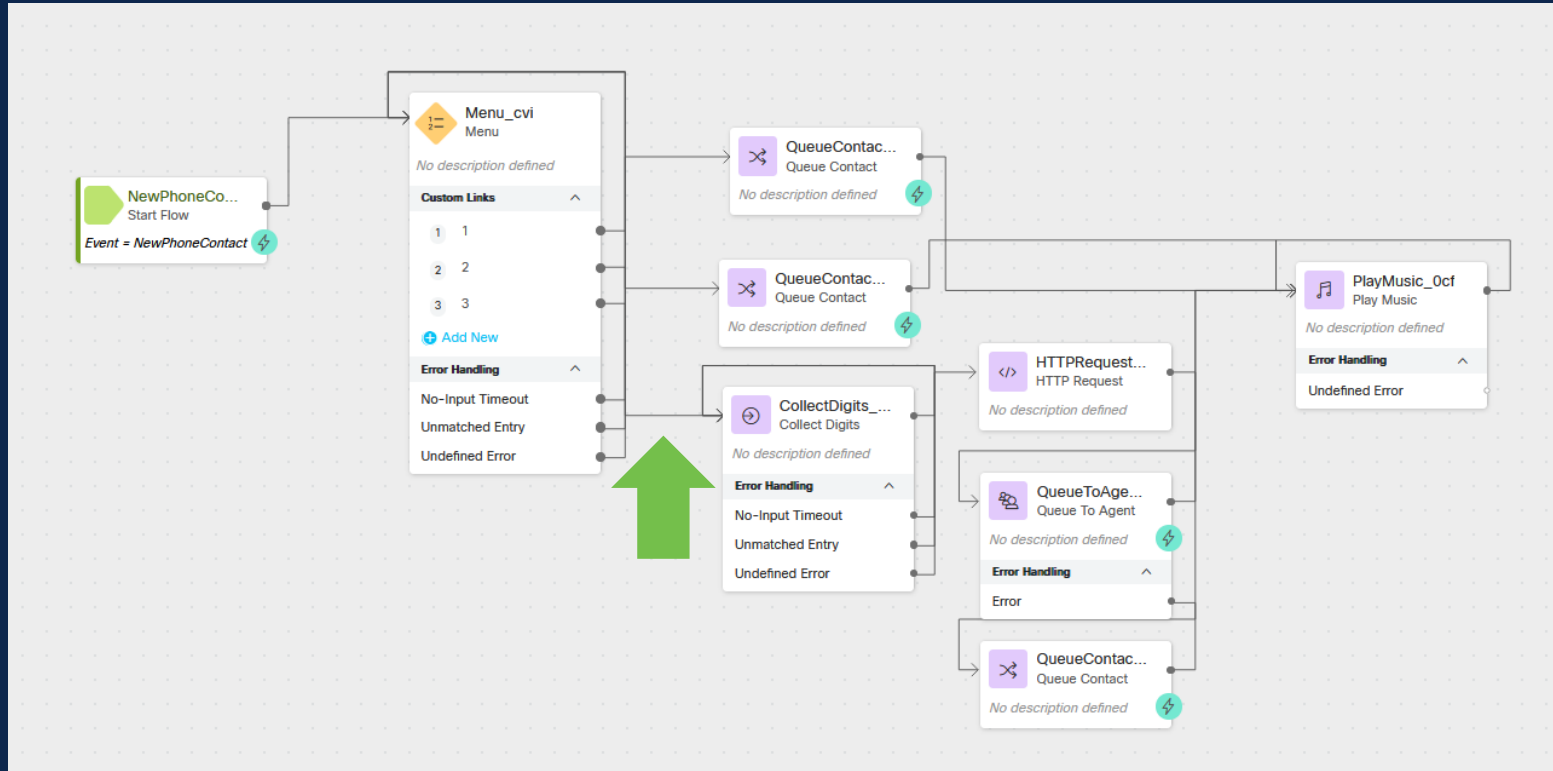 NewPhoneCo...
Start Flow
Event = NewPhoneContact
1=
2=
Menu_cvi
Menu
No description defined
Custom Links
1 1
2 2
3 3
Add New
Error Handling
No-Input Timeout
Unmatched Entry
Undefined Error
QueueContac...
Queue Contact
No description defined
QueueContac...
Queue Contact
No description defined
CollectDigits_...
Collect Digits
No description defined
Error Handling
No-Input Timeout
Unmatched Entry
Undefined Error
</> HTTPRequest...
HTTP Request
No description defined
QueueToAge...
Queue To Agent
No description defined
Error Handling
Error
QueueContac...
Queue Contact
No description defined
PlayMusic_0cf
Play Music
No description defined
Error Handling
Undefined Error